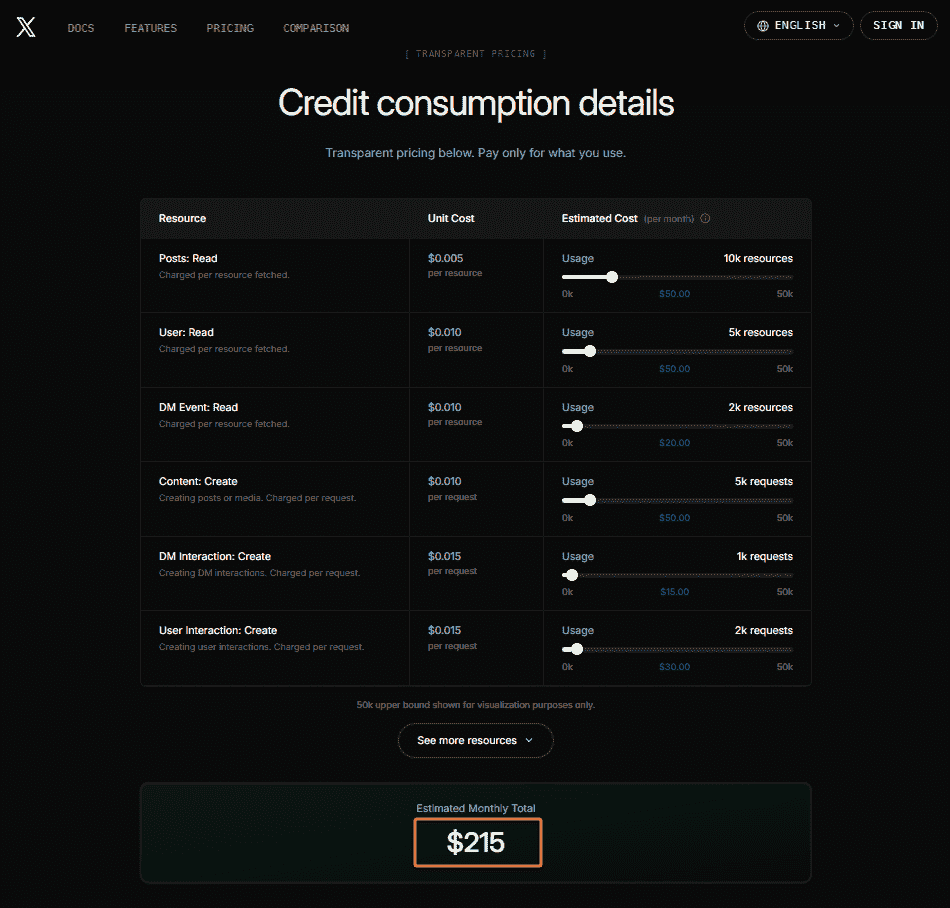 DOCS FEATURES PRICING COMPARISON ENGLISH SIGN IN
[ TRANSPARENT PRICING ]
Credit consumption details
Transparent pricing below. Pay only for what you use.
Resource Unit Cost Estimated Cost (per month)
Posts: Read $0.005 Usage 10k resources
Charged per resource fetched. per resource
0k $50.00 50k
User: Read $0.010 Usage 5k resources
Charged per resource fetched. per resource
0k $50.00 50k
DM Event: Read $0.010 Usage 2k resources
Charged per resource fetched. per resource
0k $20.00 50k
Content: Create $0.010 Usage 5k requests
Creating posts or media. Charged per request. per request
0k $50.00 50k
DM Interaction: Create $0.015 Usage 1k requests
Creating DM interactions. Charged per request. per request
0k $15.00 50k
User Interaction: Create $0.015 Usage 2k requests
Creating user interactions. Charged per request. per request
0k $30.00 50k
50k upper bound shown for visualization purposes only.
See more resources
Estimated Monthly Total
$215